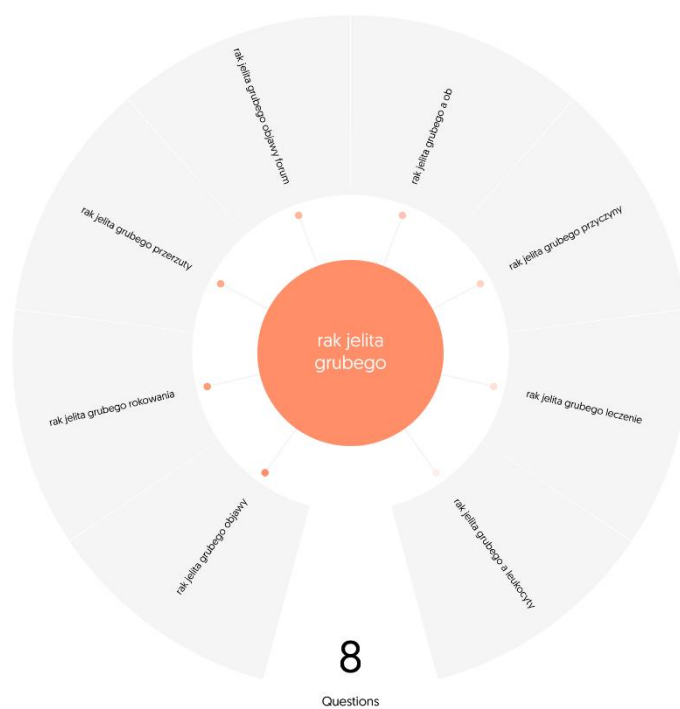 rak jelita grubego objawy forum
rak jelita grubego a ob
rak jelita grubego przerzuty
rak jelita grubego przyczyny
rak jelita
grubego
rak jelita grubego rokowania
rak jelita grubego leczenie
rak jelita grubego objawy
rak jelita grubego a leukocyty
8
Questions